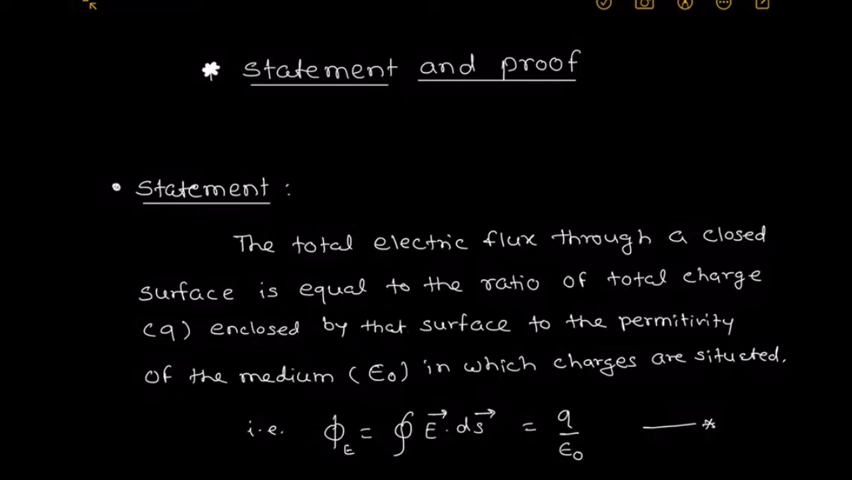 * Statement and proof
• Statement :
The total electric flux through a closed
surface is equal to the ratio of total charge
(q) enclosed by that surface to the permitivity
of the medium (ϵ₀) in which charges are situcted.
i.e. ϕ_E = ∮ E⃗ · ds⃗ = q/ϵ₀ —— *